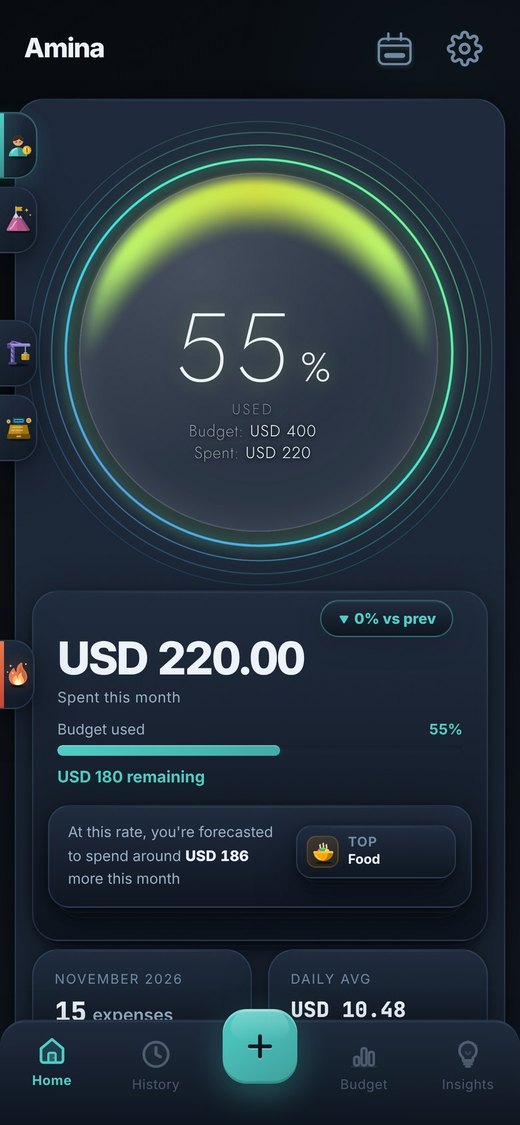 Amina
55 %
USED
Budget: USD 400
Spent: USD 220
▼ 0% vs prev
USD 220.00
Spent this month
Budget used 55%
USD 180 remaining
At this rate, you're forecasted
to spend around USD 186
more this month
TOP
Food
NOVEMBER 2026
15 expenses
DAILY AVG
USD 10.48
+
Home
History
Budget
Insights